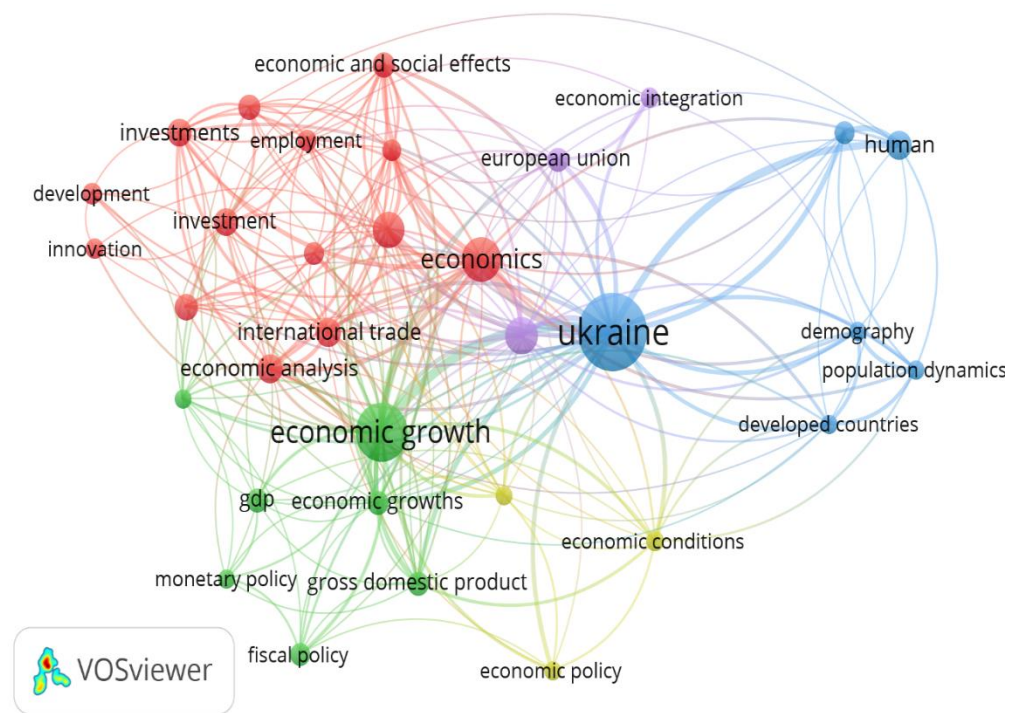 economic and social effects
economic integration
investments
employment
human
european union
development
investment
innovation
economics
ukraine
international trade
demography
economic analysis
population dynamics
developed countries
economic growth
gdp
economic growths
economic conditions
monetary policy
gross domestic product
fiscal policy
economic policy
VOSviewer